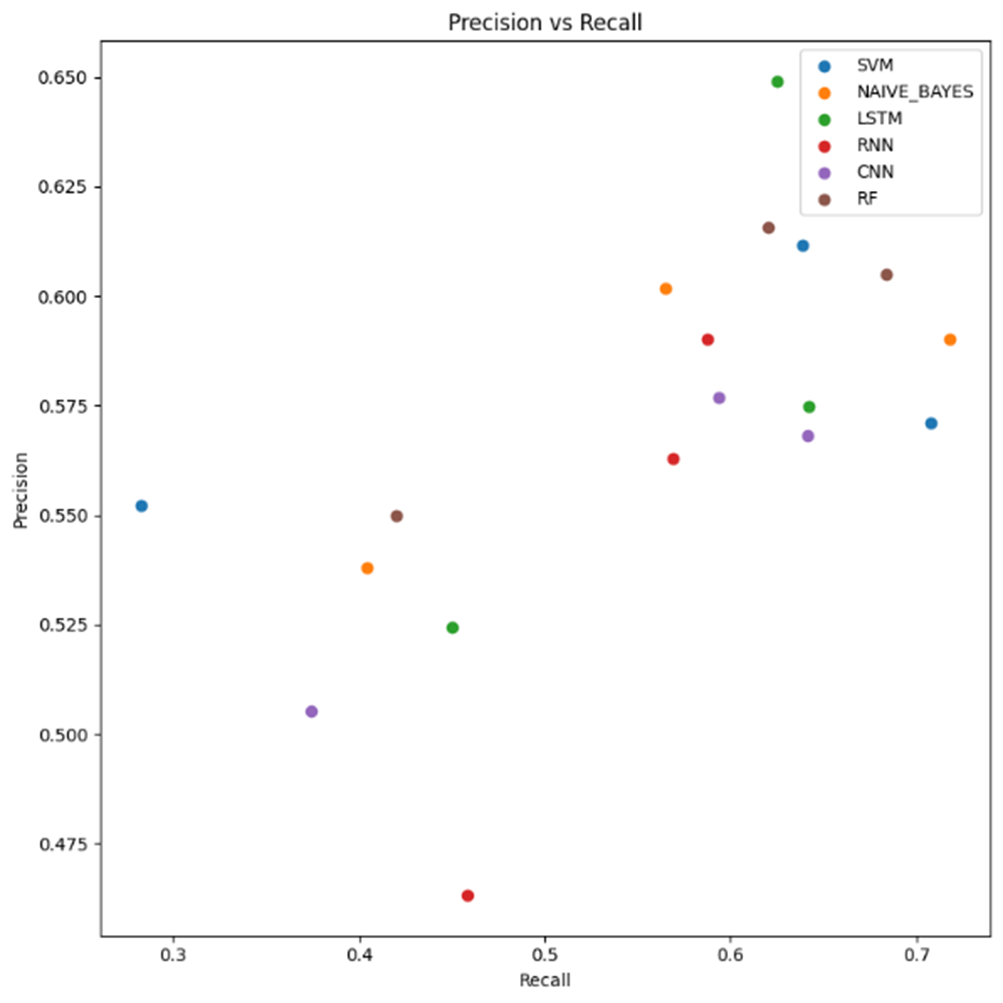 Precision vs Recall
SVM
NAIVE_BAYES
LSTM
RNN
CNN
RF
0.650
0.625
0.600
0.575
0.550
0.525
0.500
0.475
Precision
0.3 0.4 0.5 0.6 0.7
Recall